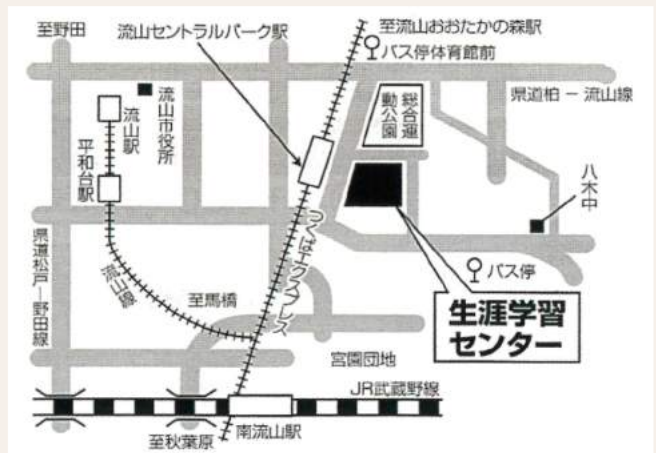 至野田
流山セントラルパーク駅
至流山おおたかの森駅
バス停体育館前
県道柏－流山線
総合運
動公園
流山市役所
流山駅
平和台駅
八木中
つくばエクスプレス
県道松戸－野田線
流山線
至馬橋
バス停
生涯学習
センター
宮園団地
JR武蔵野線
南流山駅
至秋葉原